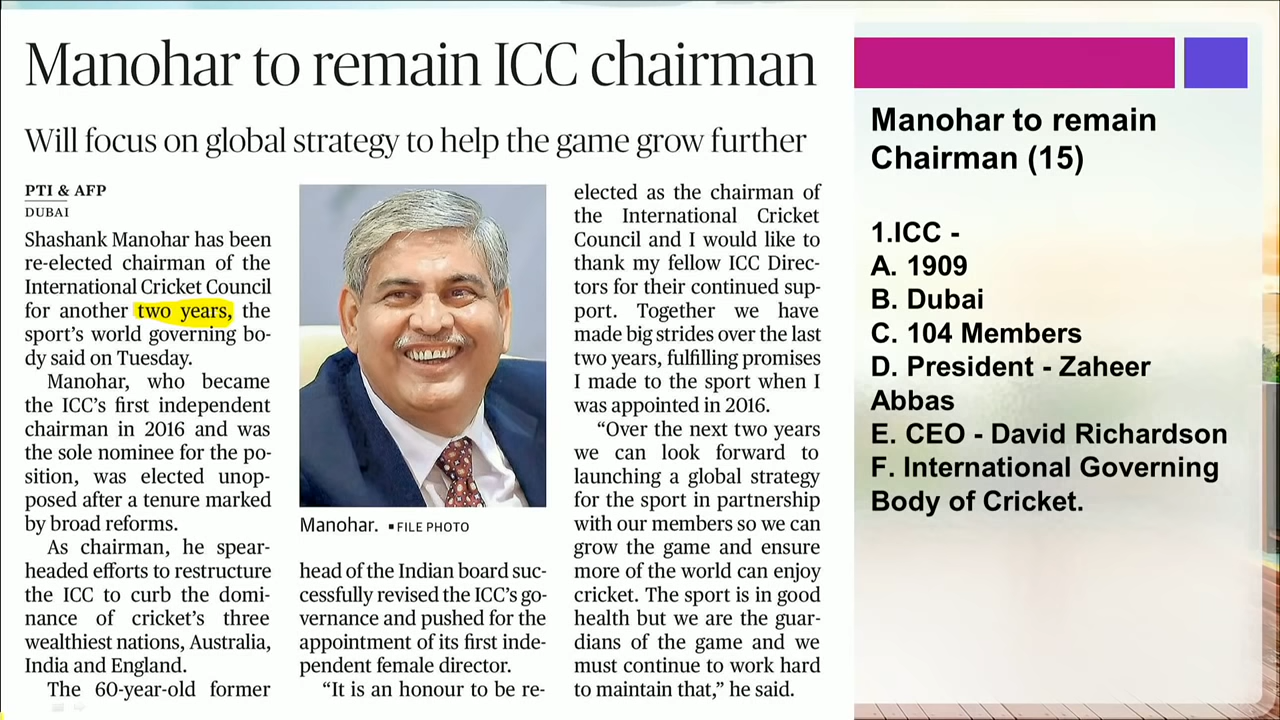 Manohar to remain ICC chairman
Will focus on global strategy to help the game grow further
PTI & AFP
DUBAI
Shashank Manohar has been
re-elected chairman of the
International Cricket Council
for another two years, the
sport's world governing bo-
dy said on Tuesday.
Manohar, who became
the ICC's first independent
chairman in 2016 and was
the sole nominee for the po-
sition, was elected unop-
posed after a tenure marked
by broad reforms.
As chairman, he spear-
headed efforts to restructure
the ICC to curb the domi-
nance of cricket's three
wealthiest nations, Australia,
India and England.
The 60-year-old former
Manohar. ▪FILE PHOTO
head of the Indian board suc-
cessfully revised the ICC's go-
vernance and pushed for the
appointment of its first inde-
pendent female director.
"It is an honour to be re-
elected as the chairman of
the International Cricket
Council and I would like to
thank my fellow ICC Direc-
tors for their continued sup-
port. Together we have
made big strides over the last
two years, fulfilling promises
I made to the sport when I
was appointed in 2016.
"Over the next two years
we can look forward to
launching a global strategy
for the sport in partnership
with our members so we can
grow the game and ensure
more of the world can enjoy
cricket. The sport is in good
health but we are the guar-
dians of the game and we
must continue to work hard
to maintain that," he said.
Manohar to remain
Chairman (15)
1.ICC -
A. 1909
B. Dubai
C. 104 Members
D. President - Zaheer
Abbas
E. CEO - David Richardson
F. International Governing
Body of Cricket.